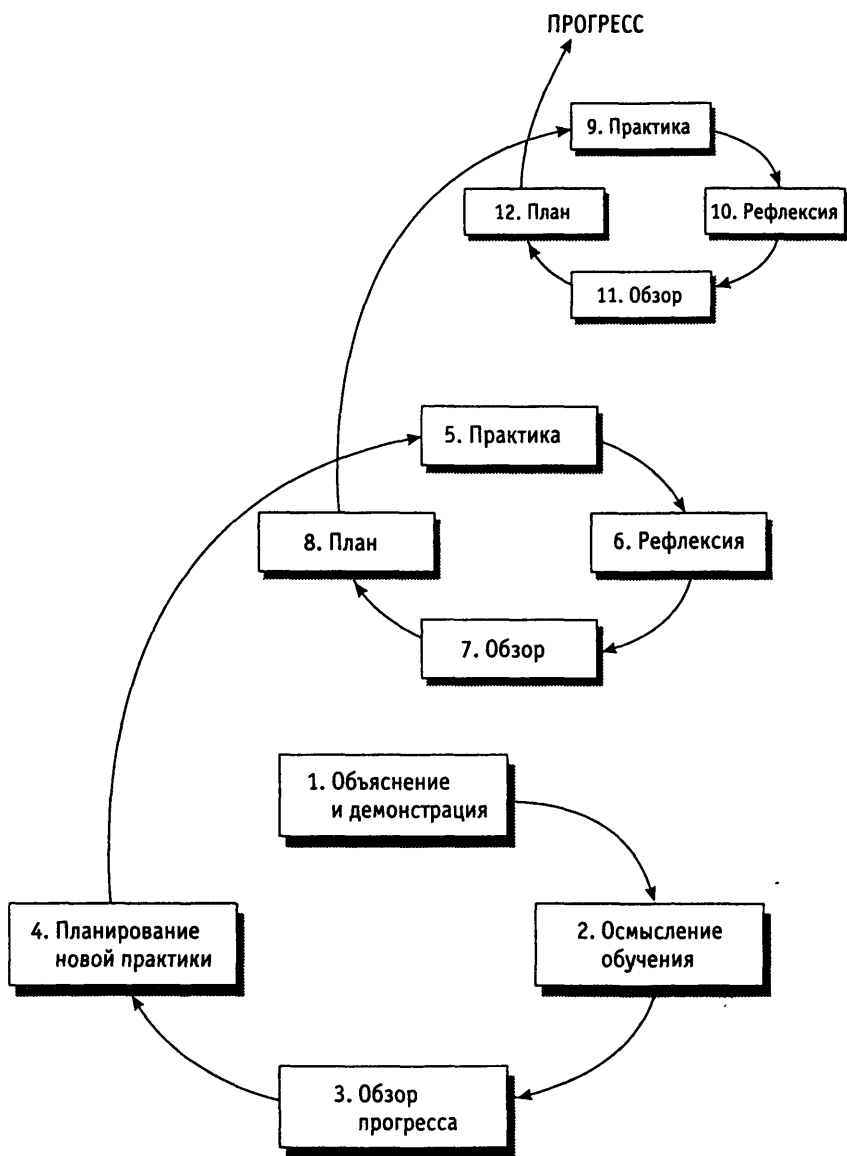 ПРОГРЕСС
9. Практика
12. План
10. Рефлексия
11. Обзор
5. Практика
8. План
6. Рефлексия
7. Обзор
1. Объяснение
и демонстрация
4. Планирование
новой практики
2. Осмысление
обучения
3. Обзор
прогресса